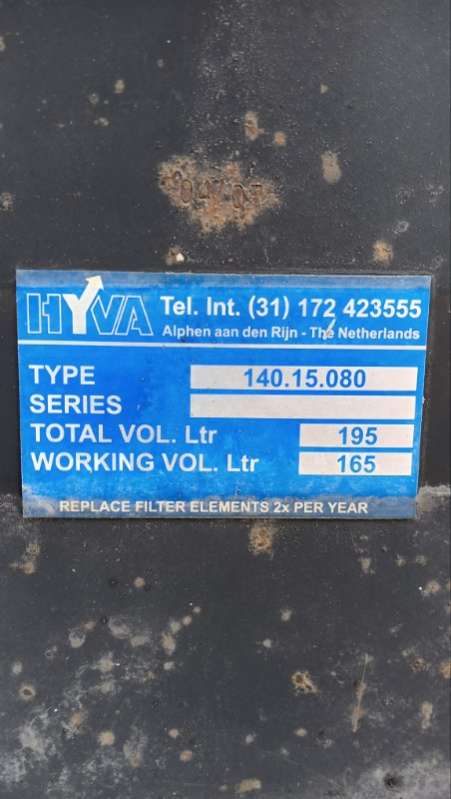 HYVA
Tel. Int. (31) 172 423555
Alphen aan den Rijn - The Netherlands
TYPE 140.15.080
SERIES
TOTAL VOL. Ltr 195
WORKING VOL. Ltr 165
REPLACE FILTER ELEMENTS 2x PER YEAR